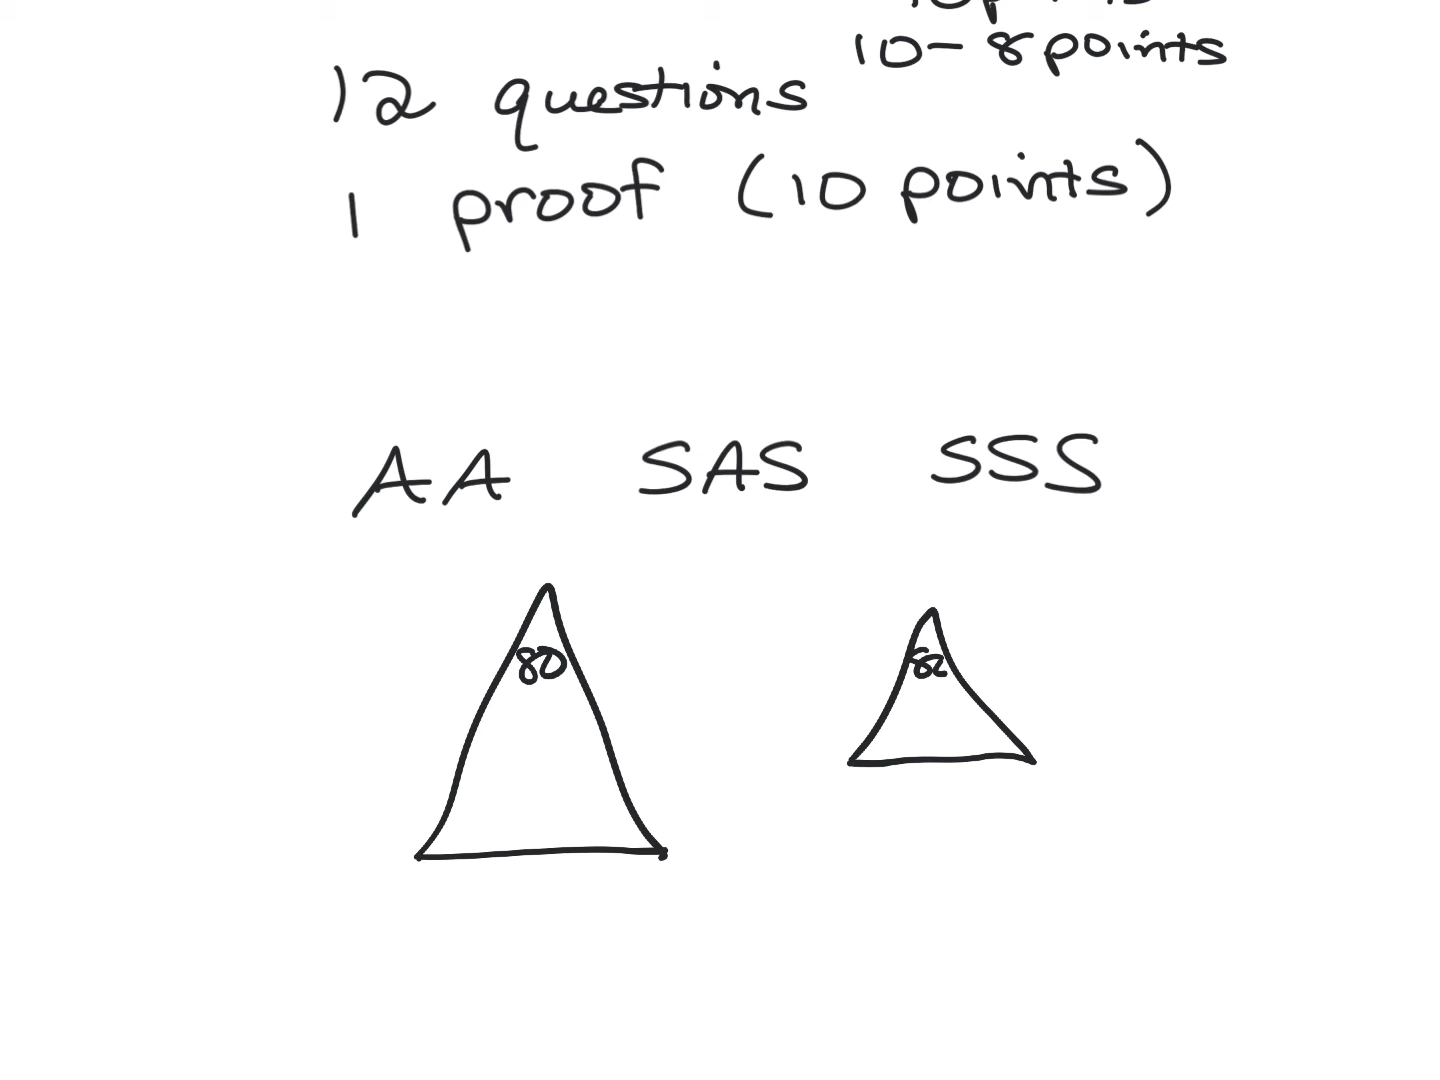 10-8 points
12 questions
1 proof (10 points)
AA SAS SSS
80